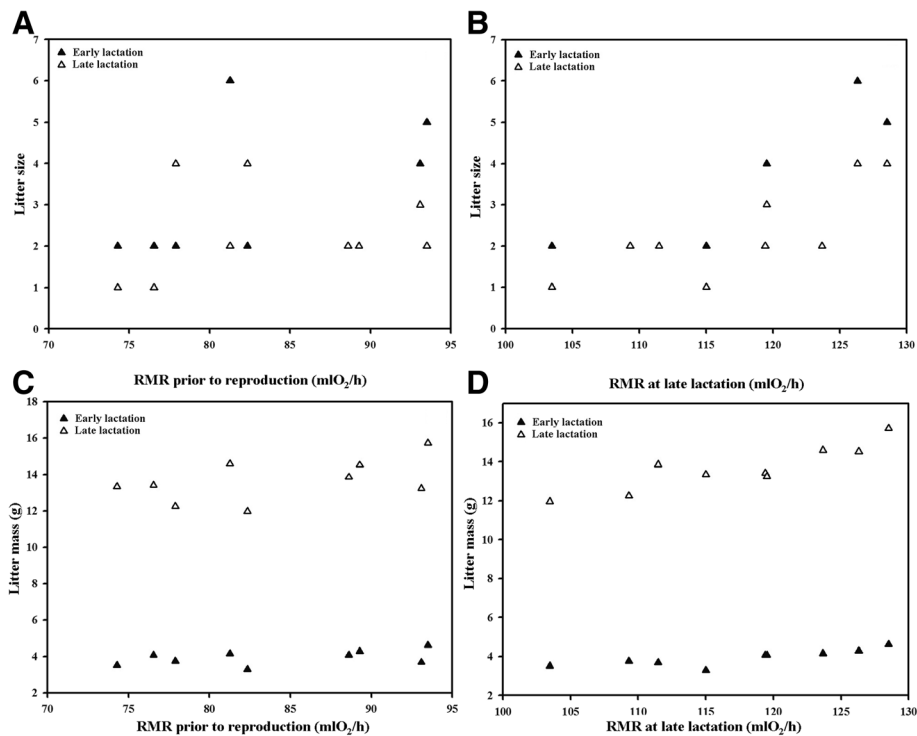 A
7
6
5
4
3
2
1
0
Litter size
▲ Early lactation
△ Late lactation
70 75 80 85 90 95
RMR prior to reproduction (mlO₂/h)
B
7
6
5
4
3
2
1
0
Litter size
▲ Early lactation
△ Late lactation
100 105 110 115 120 125 130
RMR at late lactation (mlO₂/h)
C
18
16
14
12
10
8
6
4
2
Litter mass (g)
▲ Early lactation
△ Late lactation
70 75 80 85 90 95
RMR prior to reproduction (mlO₂/h)
D
16
14
12
10
8
6
4
2
Litter mass (g)
▲ Early lactation
△ Late lactation
100 105 110 115 120 125 130
RMR at late lactation (mlO₂/h)